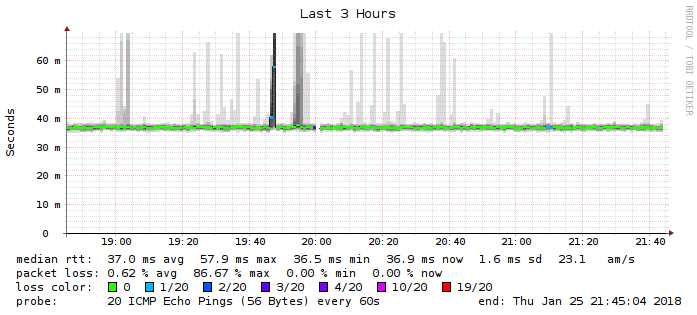 Last 3 Hours
RRDTOOL / TOBI OETIKER
Seconds
60 m
50 m
40 m
30 m
20 m
10 m
0
19:00 19:20 19:40 20:00 20:20 20:40 21:00 21:20 21:40
median rtt: 37.0 ms avg 57.9 ms max 36.5 ms min 36.9 ms now 1.6 ms sd 23.1 am/s
packet loss: 0.62 % avg 86.67 % max 0.00 % min 0.00 % now
loss color: 0 1/20 2/20 3/20 4/20 10/20 19/20
probe: 20 ICMP Echo Pings (56 Bytes) every 60s end: Thu Jan 25 21:45:04 2018